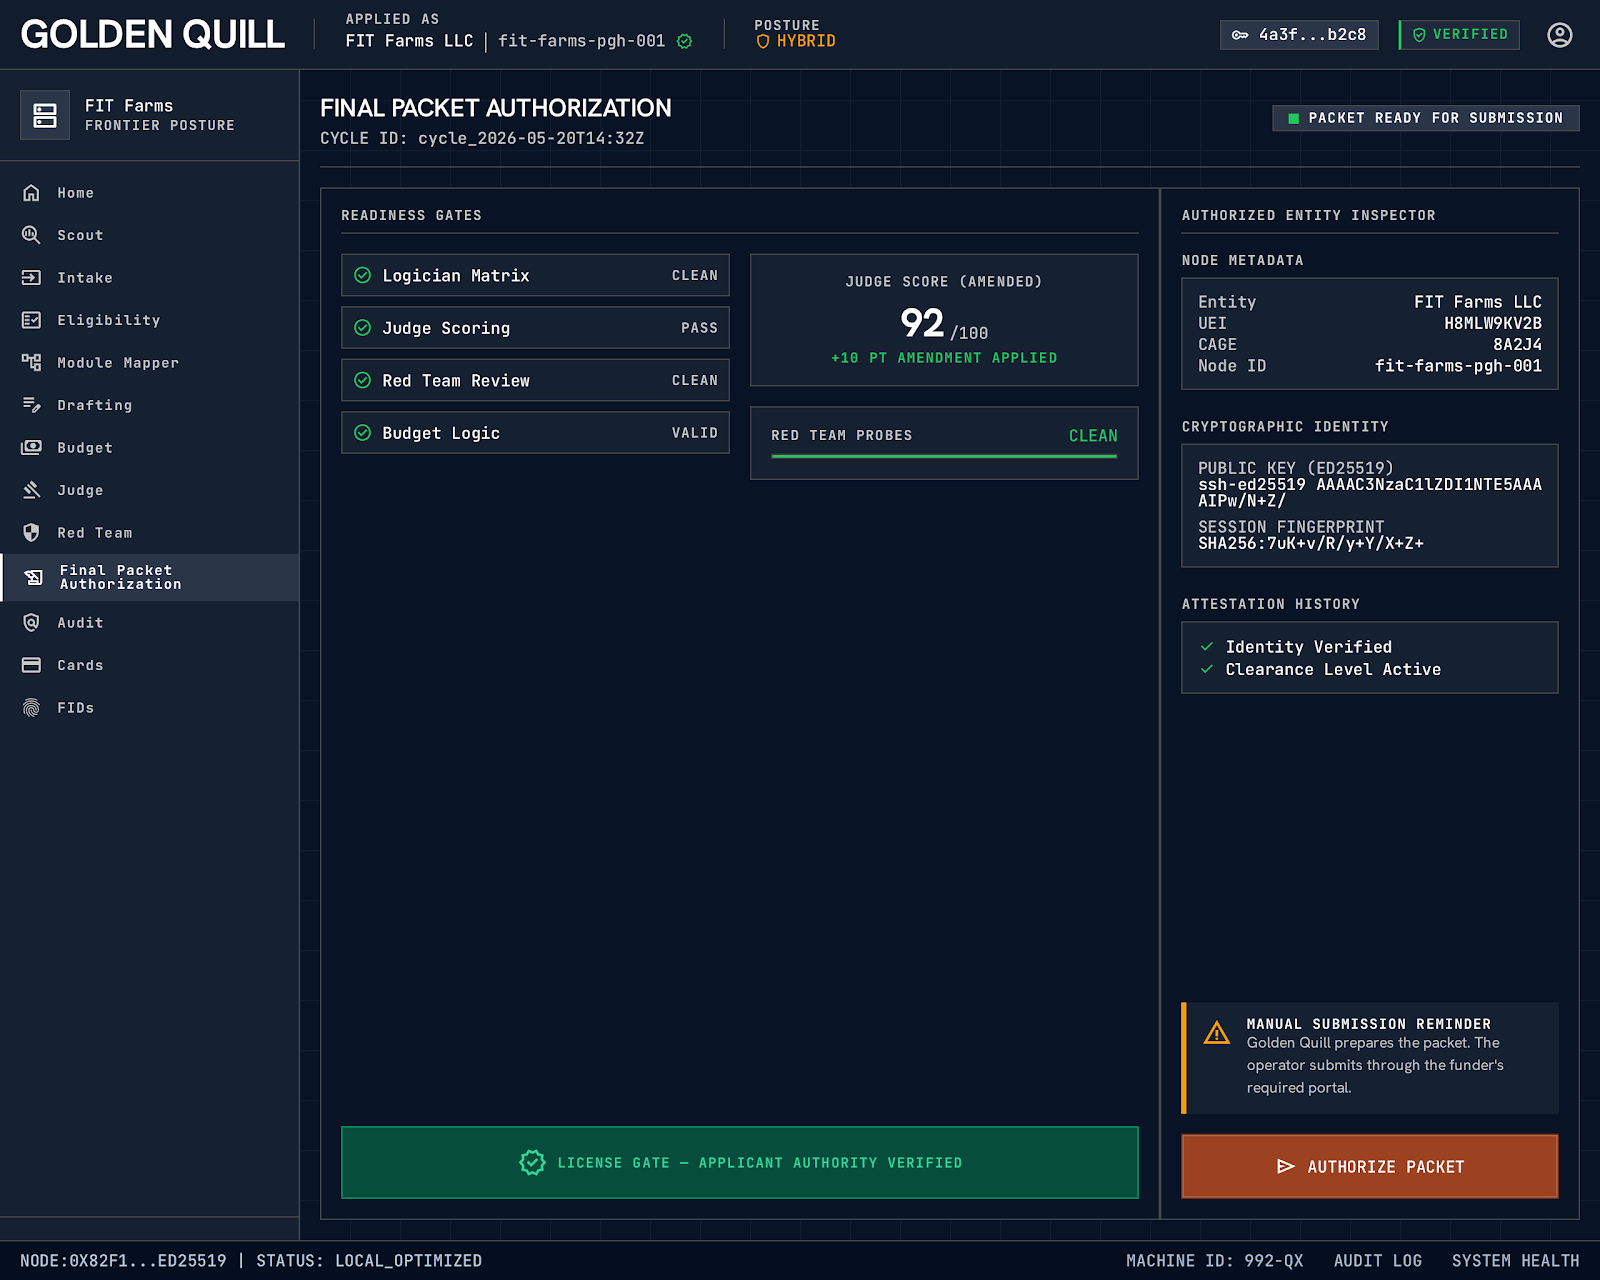 GOLDEN QUILL
APPLIED AS
FIT Farms LLC | fit-farms-pgh-001
POSTURE
HYBRID
4a3f...b2c8
VERIFIED
FIT Farms
FRONTIER POSTURE
Home
Scout
Intake
Eligibility
Module Mapper
Drafting
Budget
Judge
Red Team
Final Packet
Authorization
Audit
Cards
FIDs
FINAL PACKET AUTHORIZATION
CYCLE ID: cycle_2026-05-20T14:32Z
PACKET READY FOR SUBMISSION
READINESS GATES
Logician Matrix CLEAN
Judge Scoring PASS
Red Team Review CLEAN
Budget Logic VALID
JUDGE SCORE (AMENDED)
92 /100
+10 PT AMENDMENT APPLIED
RED TEAM PROBES CLEAN
LICENSE GATE — APPLICANT AUTHORITY VERIFIED
AUTHORIZED ENTITY INSPECTOR
NODE METADATA
Entity FIT Farms LLC
UEI H8MLW9KV2B
CAGE 8A2J4
Node ID fit-farms-pgh-001
CRYPTOGRAPHIC IDENTITY
PUBLIC KEY (ED25519)
ssh-ed25519 AAAAC3NzaC1lZDI1NTE5AAA
AIPw/N+Z/
SESSION FINGERPRINT
SHA256:7uK+v/R/y+Y/X+Z+
ATTESTATION HISTORY
Identity Verified
Clearance Level Active
MANUAL SUBMISSION REMINDER
Golden Quill prepares the packet. The
operator submits through the funder's
required portal.
AUTHORIZE PACKET
NODE:0X82F1...ED25519 | STATUS: LOCAL_OPTIMIZED
MACHINE ID: 992-QX AUDIT LOG SYSTEM HEALTH